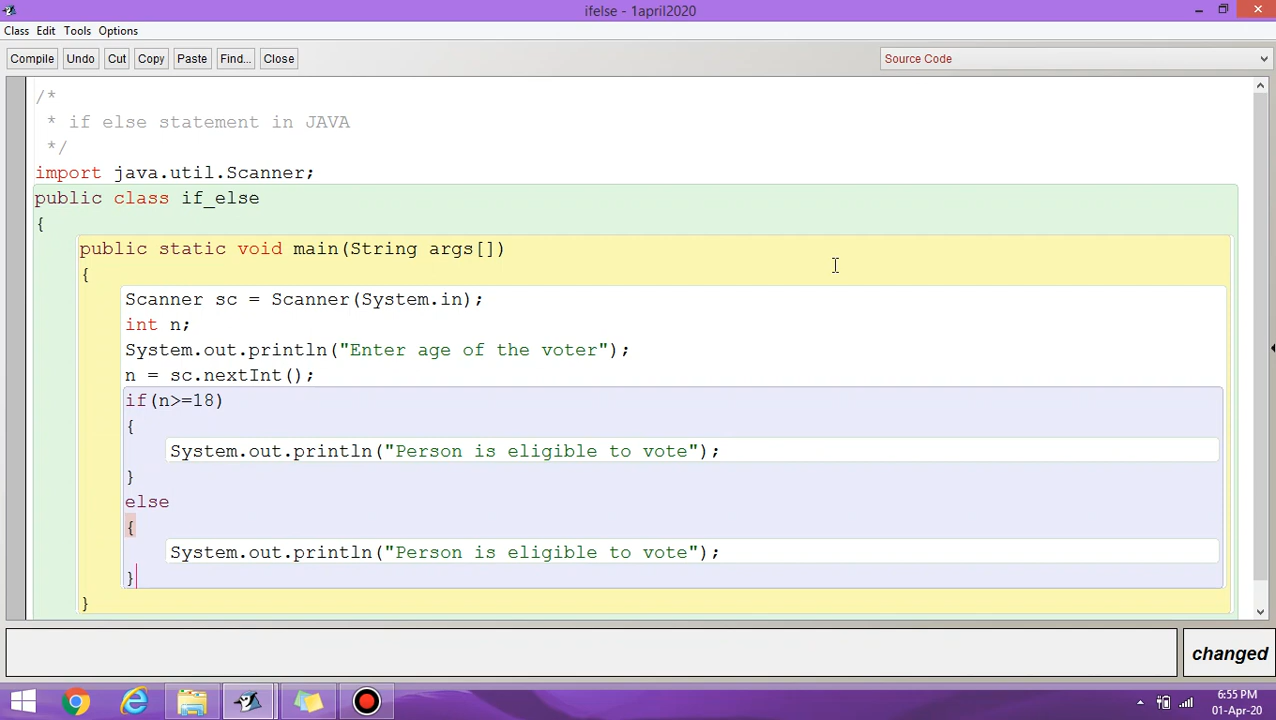 ifelse - 1april2020
Class Edit Tools Options
Compile Undo Cut Copy Paste Find... Close Source Code
/*
* if else statement in JAVA
*/
import java.util.Scanner;
public class if_else
{
public static void main(String args[])
{
Scanner sc = Scanner(System.in);
int n;
System.out.println("Enter age of the voter");
n = sc.nextInt();
if(n>=18)
{
System.out.println("Person is eligible to vote");
}
else
{
System.out.println("Person is eligible to vote");
}
}
changed
6:55 PM
01-Apr-20